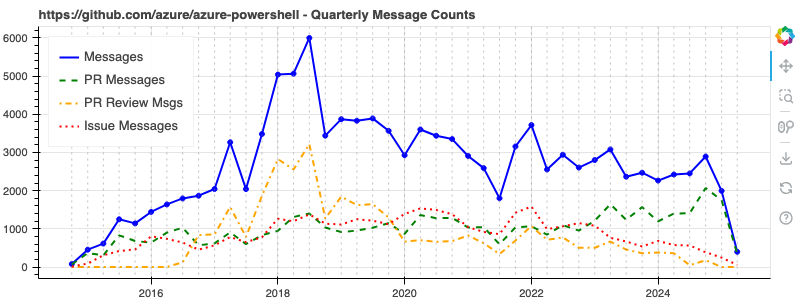 https://github.com/azure/azure-powershell - Quarterly Message Counts
6000
5000
4000
3000
2000
1000
0
Messages
PR Messages
PR Review Msgs
Issue Messages
2016 2018 2020 2022 2024